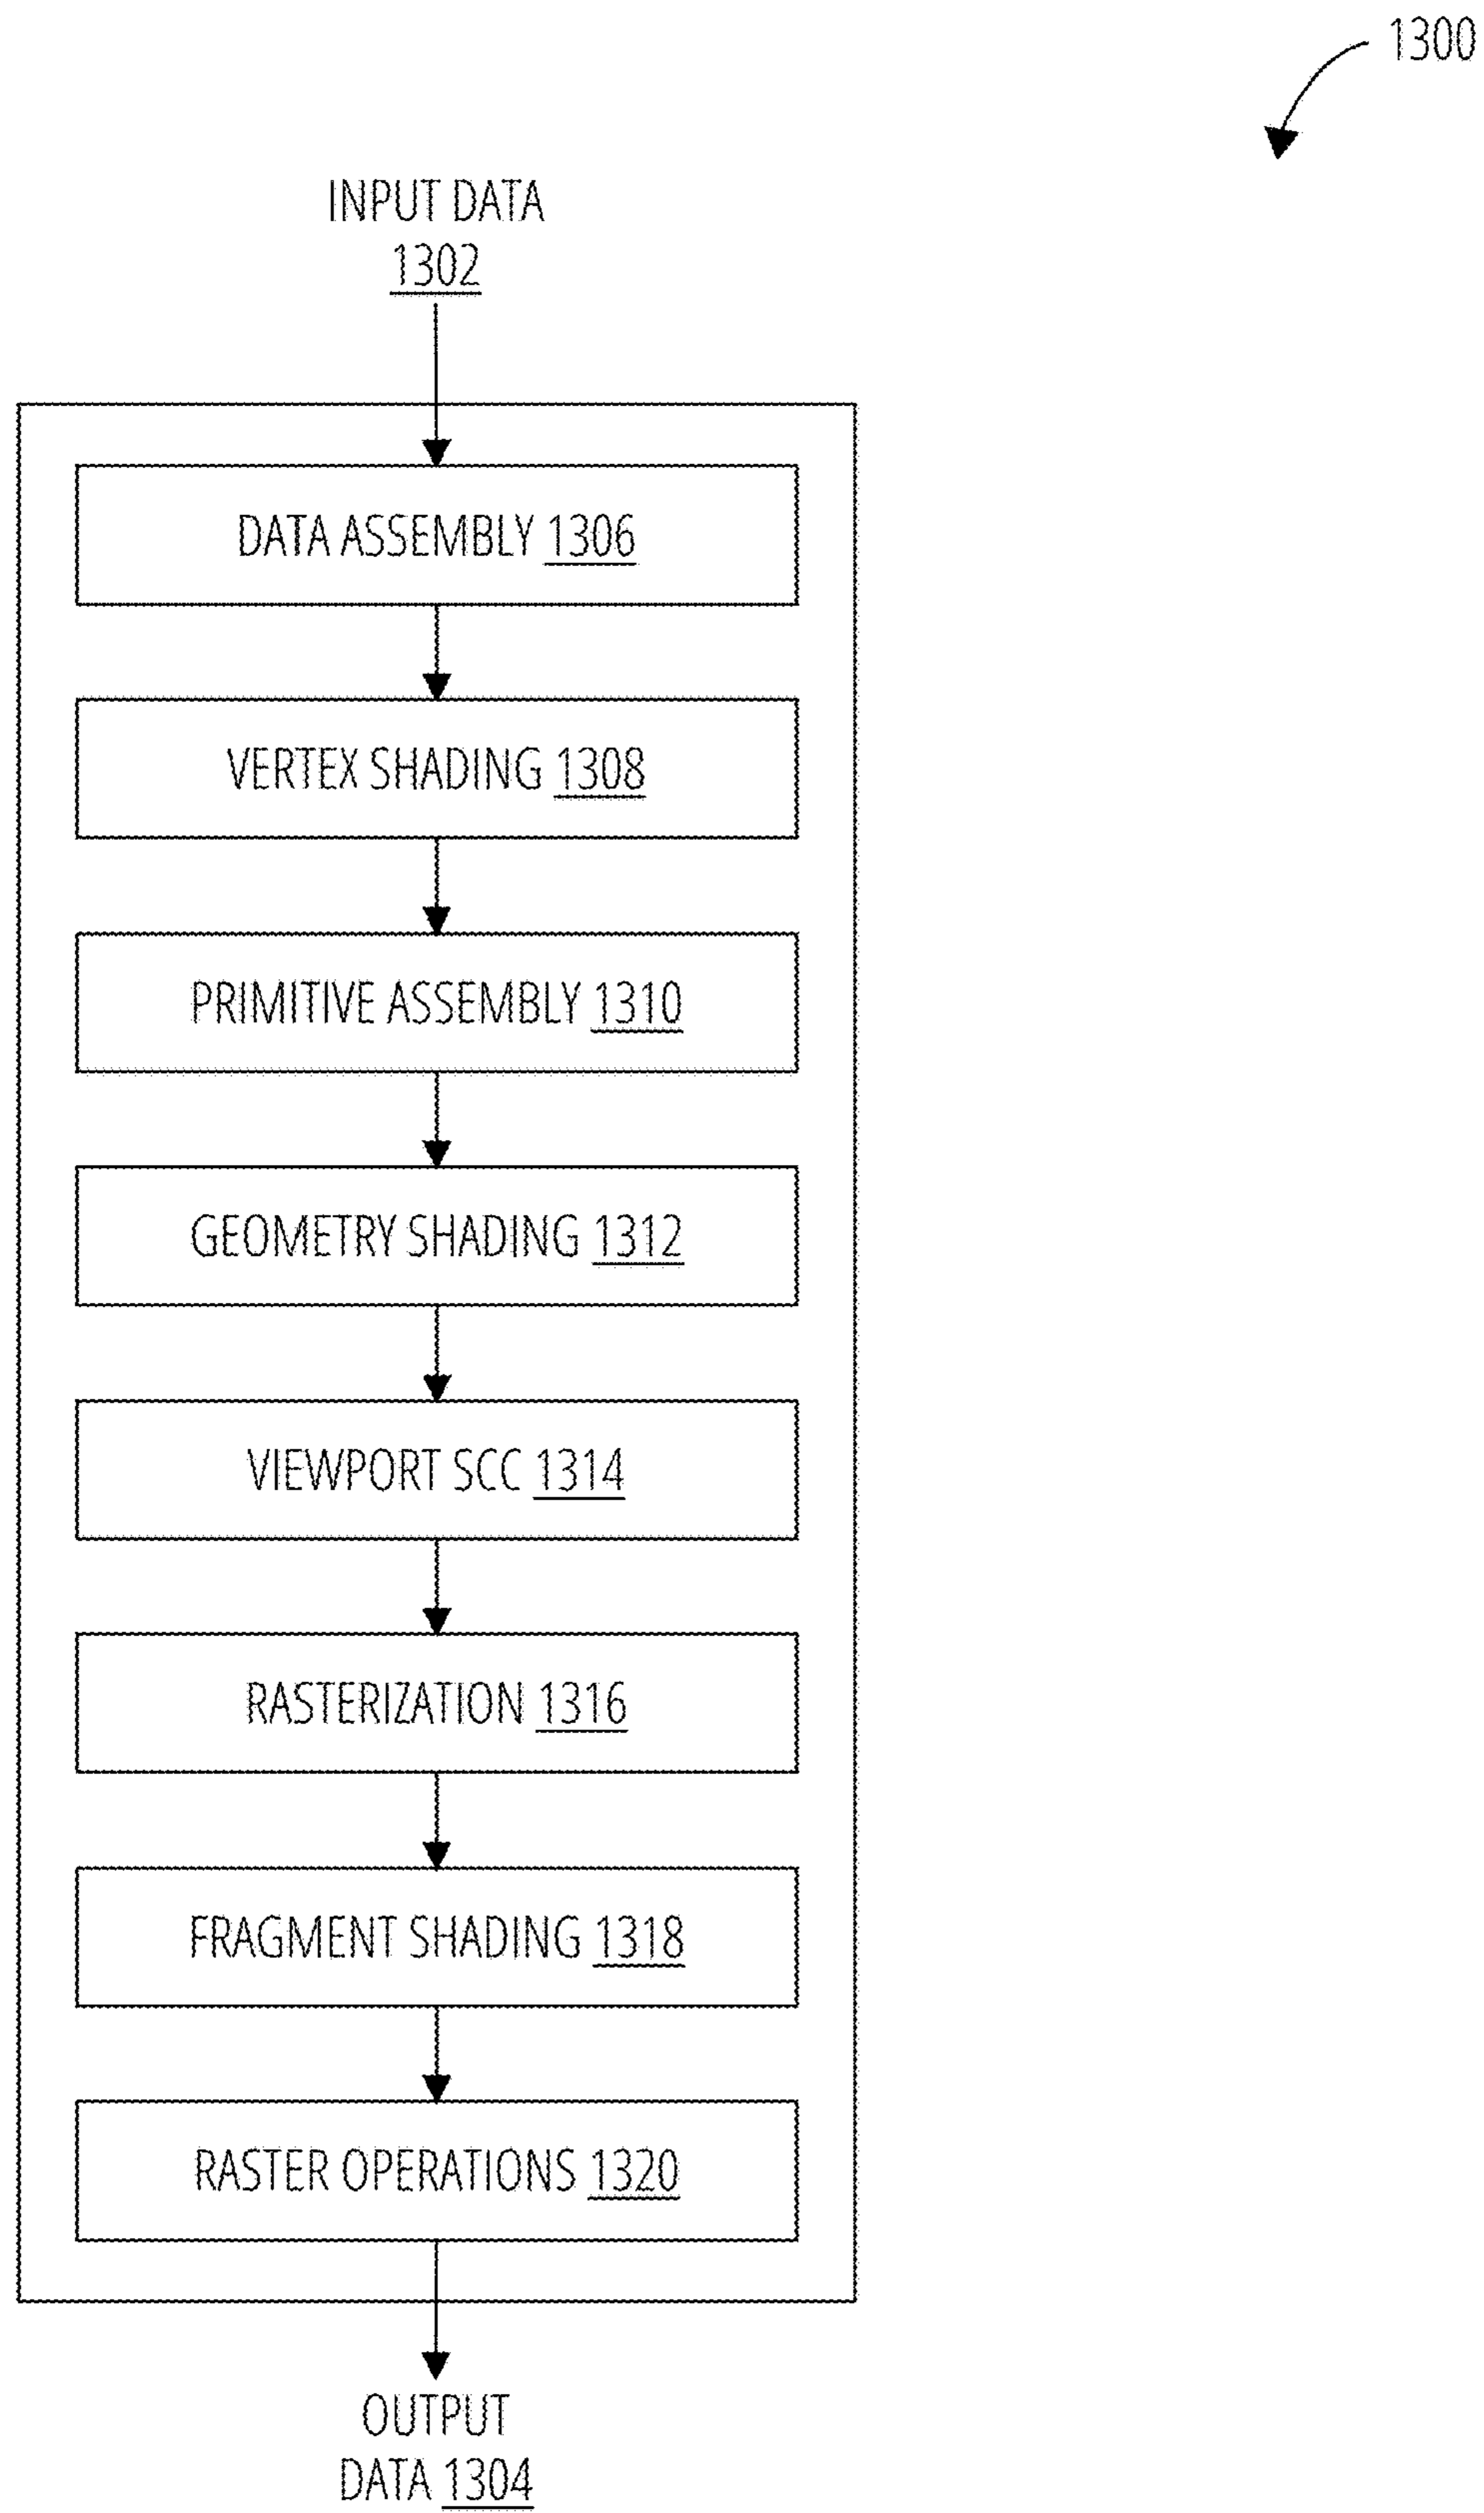 1300
INPUT DATA
1302
DATA ASSEMBLY 1306
VERTEX SHADING 1308
PRIMITIVE ASSEMBLY 1310
GEOMETRY SHADING 1312
VIEWPORT SCC 1314
RASTERIZATION 1316
FRAGMENT SHADING 1318
RASTER OPERATIONS 1320
OUTPUT
DATA 1304